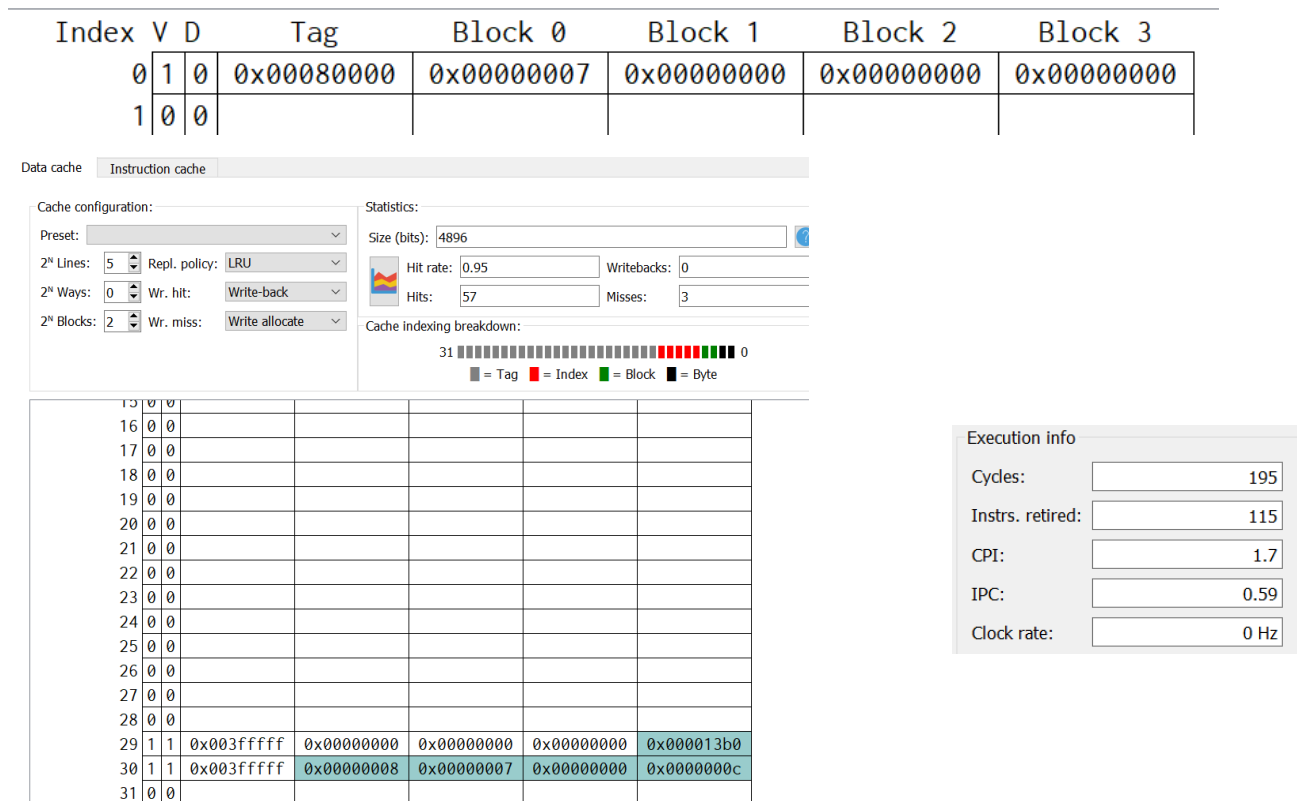 Index V D Tag Block 0 Block 1 Block 2 Block 3
0 1 0 0x00080000 0x00000007 0x00000000 0x00000000 0x00000000
1 0 0
Data cache Instruction cache
Cache configuration: Statistics:
Preset: Size (bits): 4896 ?
2ᴺ Lines: 5 Repl. policy: LRU Hit rate: 0.95 Writebacks: 0
2ᴺ Ways: 0 Wr. hit: Write-back Hits: 57 Misses: 3
2ᴺ Blocks: 2 Wr. miss: Write allocate Cache indexing breakdown:
31 0
= Tag = Index = Block = Byte
15 0 0
16 0 0
17 0 0
18 0 0
19 0 0
20 0 0
21 0 0
22 0 0
23 0 0
24 0 0
25 0 0
26 0 0
27 0 0
28 0 0
29 1 1 0x003fffff 0x00000000 0x00000000 0x00000000 0x000013b0
30 1 1 0x003fffff 0x00000008 0x00000007 0x00000000 0x0000000c
31 0 0
Execution info
Cycles: 195
Instrs. retired: 115
CPI: 1.7
IPC: 0.59
Clock rate: 0 Hz